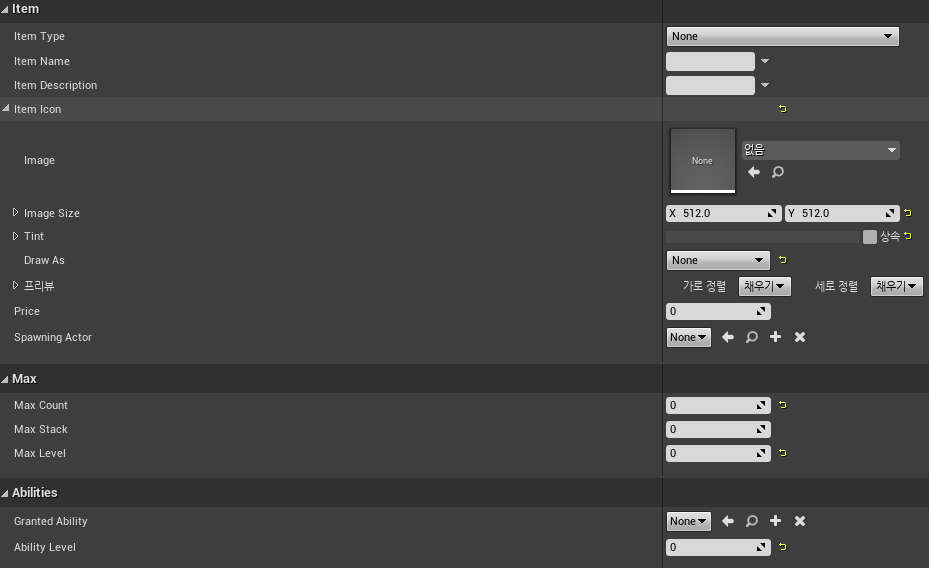 Item
Item Type None
Item Name
Item Description
Item Icon
Image None 없음
Image Size X 512.0 Y 512.0
Tint 상속
Draw As None
프리뷰 가로 정렬 채우기 세로 정렬 채우기
Price 0
Spawning Actor None
Max
Max Count 0
Max Stack 0
Max Level 0
Abilities
Granted Ability None
Ability Level 0